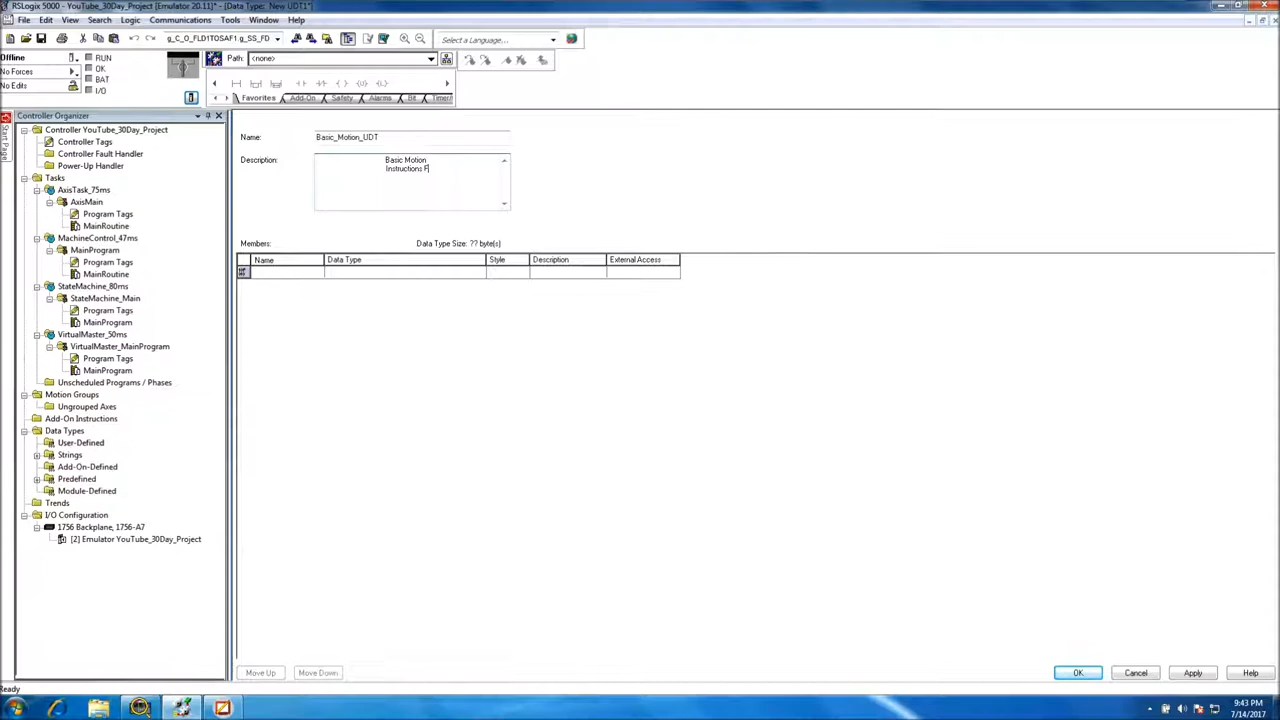 RSLogix 5000 - YouTube_30Day_Project [Emulator 20.11]* - [Data Type: New UDT1*]
File Edit View Search Logic Communications Tools Window Help
g_C_O_FLD1TOSAF1.g_SS_FD
Select a Language...
Offline
RUN
Path: <none>
No Forces
OK
No Edits
BAT
I/O
Favorites Add-On Safety Alarms Bit Timer
Start Page
Controller Organizer
Controller YouTube_30Day_Project
Controller Tags
Controller Fault Handler
Power-Up Handler
Tasks
AxisTask_75ms
AxisMain
Program Tags
MainRoutine
MachineControl_47ms
MainProgram
Program Tags
MainRoutine
StateMachine_80ms
StateMachine_Main
Program Tags
MainProgram
VirtualMaster_50ms
VirtualMaster_MainProgram
Program Tags
MainProgram
Unscheduled Programs / Phases
Motion Groups
Ungrouped Axes
Add-On Instructions
Data Types
User-Defined
Strings
Add-On-Defined
Predefined
Module-Defined
Trends
I/O Configuration
1756 Backplane, 1756-A7
[2] Emulator YouTube_30Day_Project
Name: Basic_Motion_UDT
Description: Basic Motion
Instructions F
Members: Data Type Size: ?? byte(s)
Name Data Type Style Description External Access
Move Up Move Down OK Cancel Apply Help
Ready
9:43 PM
7/14/2017